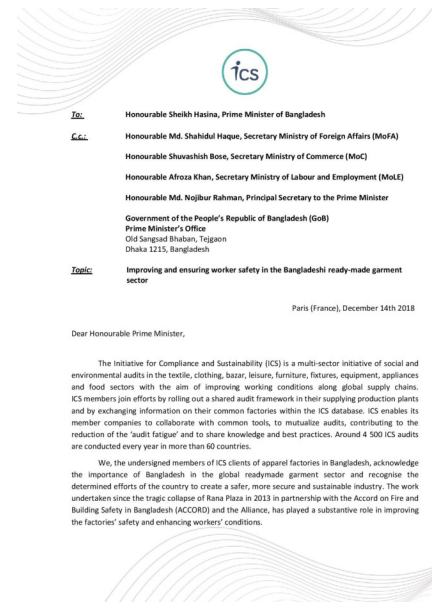 ics
To: Honourable Sheikh Hasina, Prime Minister of Bangladesh
C.c.: Honourable Md. Shahidul Haque, Secretary Ministry of Foreign Affairs (MoFA)
Honourable Shuvashish Bose, Secretary Ministry of Commerce (MoC)
Honourable Afroza Khan, Secretary Ministry of Labour and Employment (MoLE)
Honourable Md. Nojibur Rahman, Principal Secretary to the Prime Minister
Government of the People's Republic of Bangladesh (GoB)
Prime Minister's Office
Old Sangsad Bhaban, Tejgaon
Dhaka 1215, Bangladesh
Topic: Improving and ensuring worker safety in the Bangladeshi ready-made garment
sector
Paris (France), December 14th 2018
Dear Honourable Prime Minister,
The Initiative for Compliance and Sustainability (ICS) is a multi-sector initiative of social and
environmental audits in the textile, clothing, bazar, leisure, furniture, fixtures, equipment, appliances
and food sectors with the aim of improving working conditions along global supply chains.
ICS members join efforts by rolling out a shared audit framework in their supplying production plants
and by exchanging information on their common factories within the ICS database. ICS enables its
member companies to collaborate with common tools, to mutualize audits, contributing to the
reduction of the 'audit fatigue' and to share knowledge and best practices. Around 4 500 ICS audits
are conducted every year in more than 60 countries.
We, the undersigned members of ICS clients of apparel factories in Bangladesh, acknowledge
the importance of Bangladesh in the global readymade garment sector and recognise the
determined efforts of the country to create a safer, more secure and sustainable industry. The work
undertaken since the tragic collapse of Rana Plaza in 2013 in partnership with the Accord on Fire and
Building Safety in Bangladesh (ACCORD) and the Alliance, has played a substantive role in improving
the factories' safety and enhancing workers' conditions.